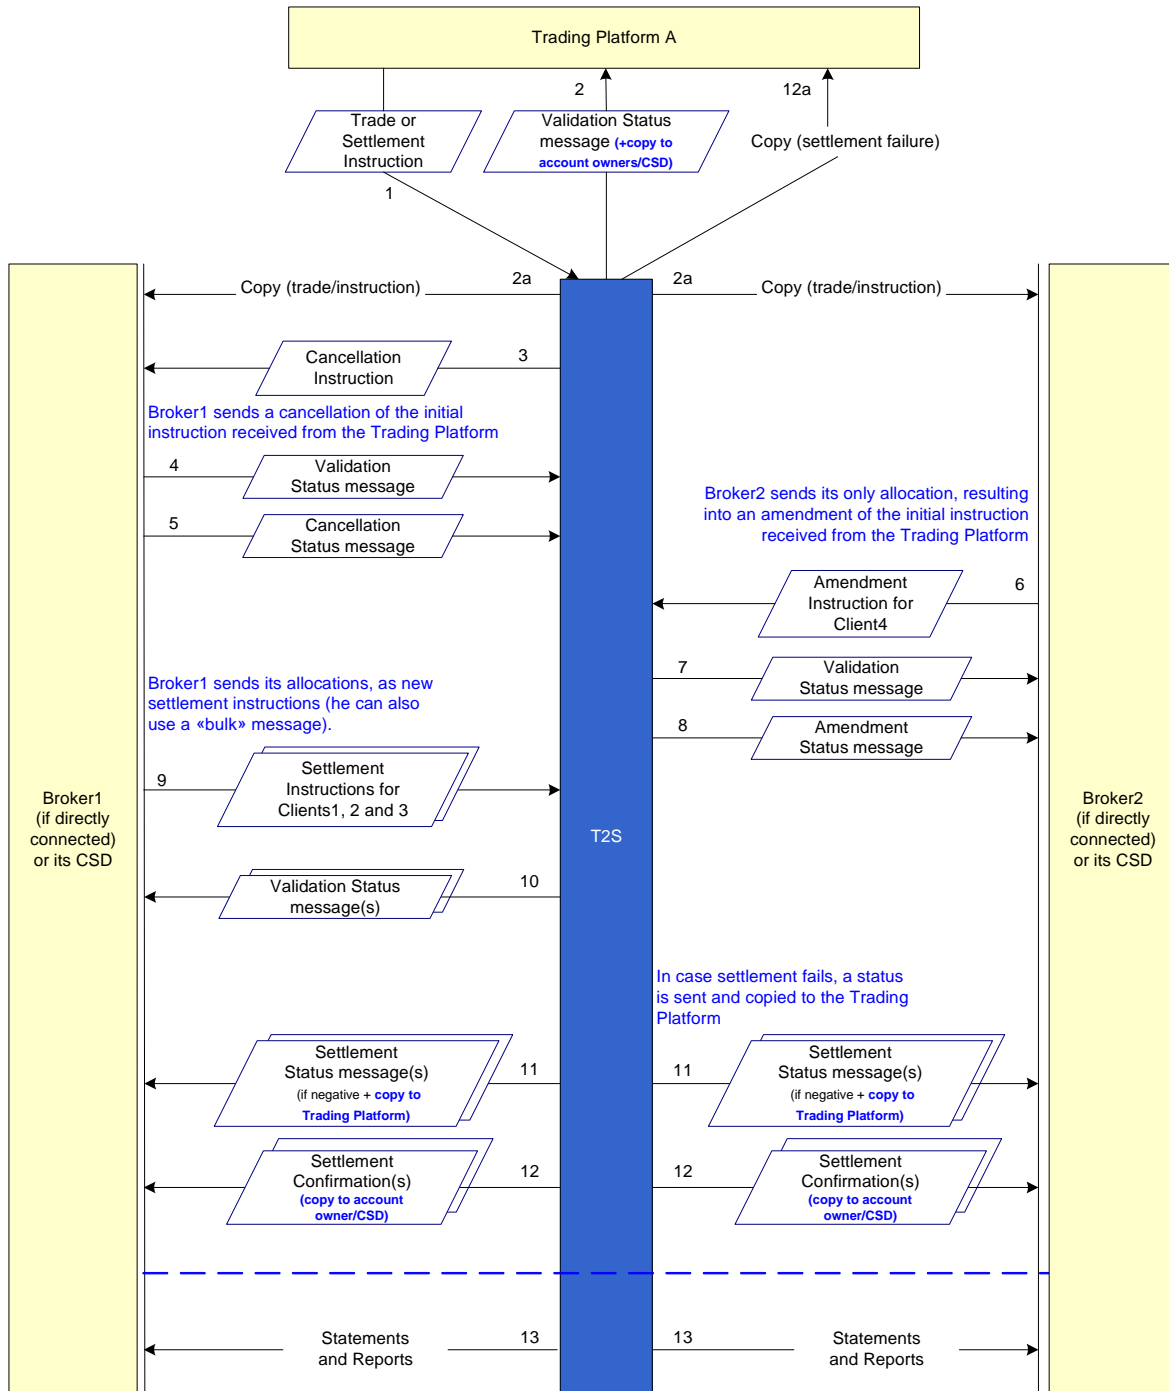 Trading Platform A
2
12a
Trade or
Settlement
Instruction
Validation Status
message (+copy to
account owners/CSD)
Copy (settlement failure)
1
Copy (trade/instruction)
2a
2a
Copy (trade/instruction)
Cancellation
Instruction
3
Broker1 sends a cancellation of the initial
instruction received from the Trading Platform
4
Validation
Status message
5
Cancellation
Status message
Broker2 sends its only allocation, resulting
into an amendment of the initial instruction
received from the Trading Platform
Amendment
Instruction for
Client4
6
7
Validation
Status message
8
Amendment
Status message
Broker1 sends its allocations, as new
settlement instructions (he can also
use a «bulk» message).
9
Settlement
Instructions for
Clients1, 2 and 3
Broker1
(if directly
connected)
or its CSD
T2S
Broker2
(if directly
connected)
or its CSD
Validation Status
message(s)
10
In case settlement fails, a status
is sent and copied to the Trading
Platform
Settlement
Status message(s)
(if negative + copy to
Trading Platform)
11
11
Settlement
Status message(s)
(if negative + copy to
Trading Platform)
Settlement
Confirmation(s)
(copy to account
owner/CSD)
12
12
Settlement
Confirmation(s)
(copy to account
owner/CSD)
Statements
and Reports
13
13
Statements
and Reports